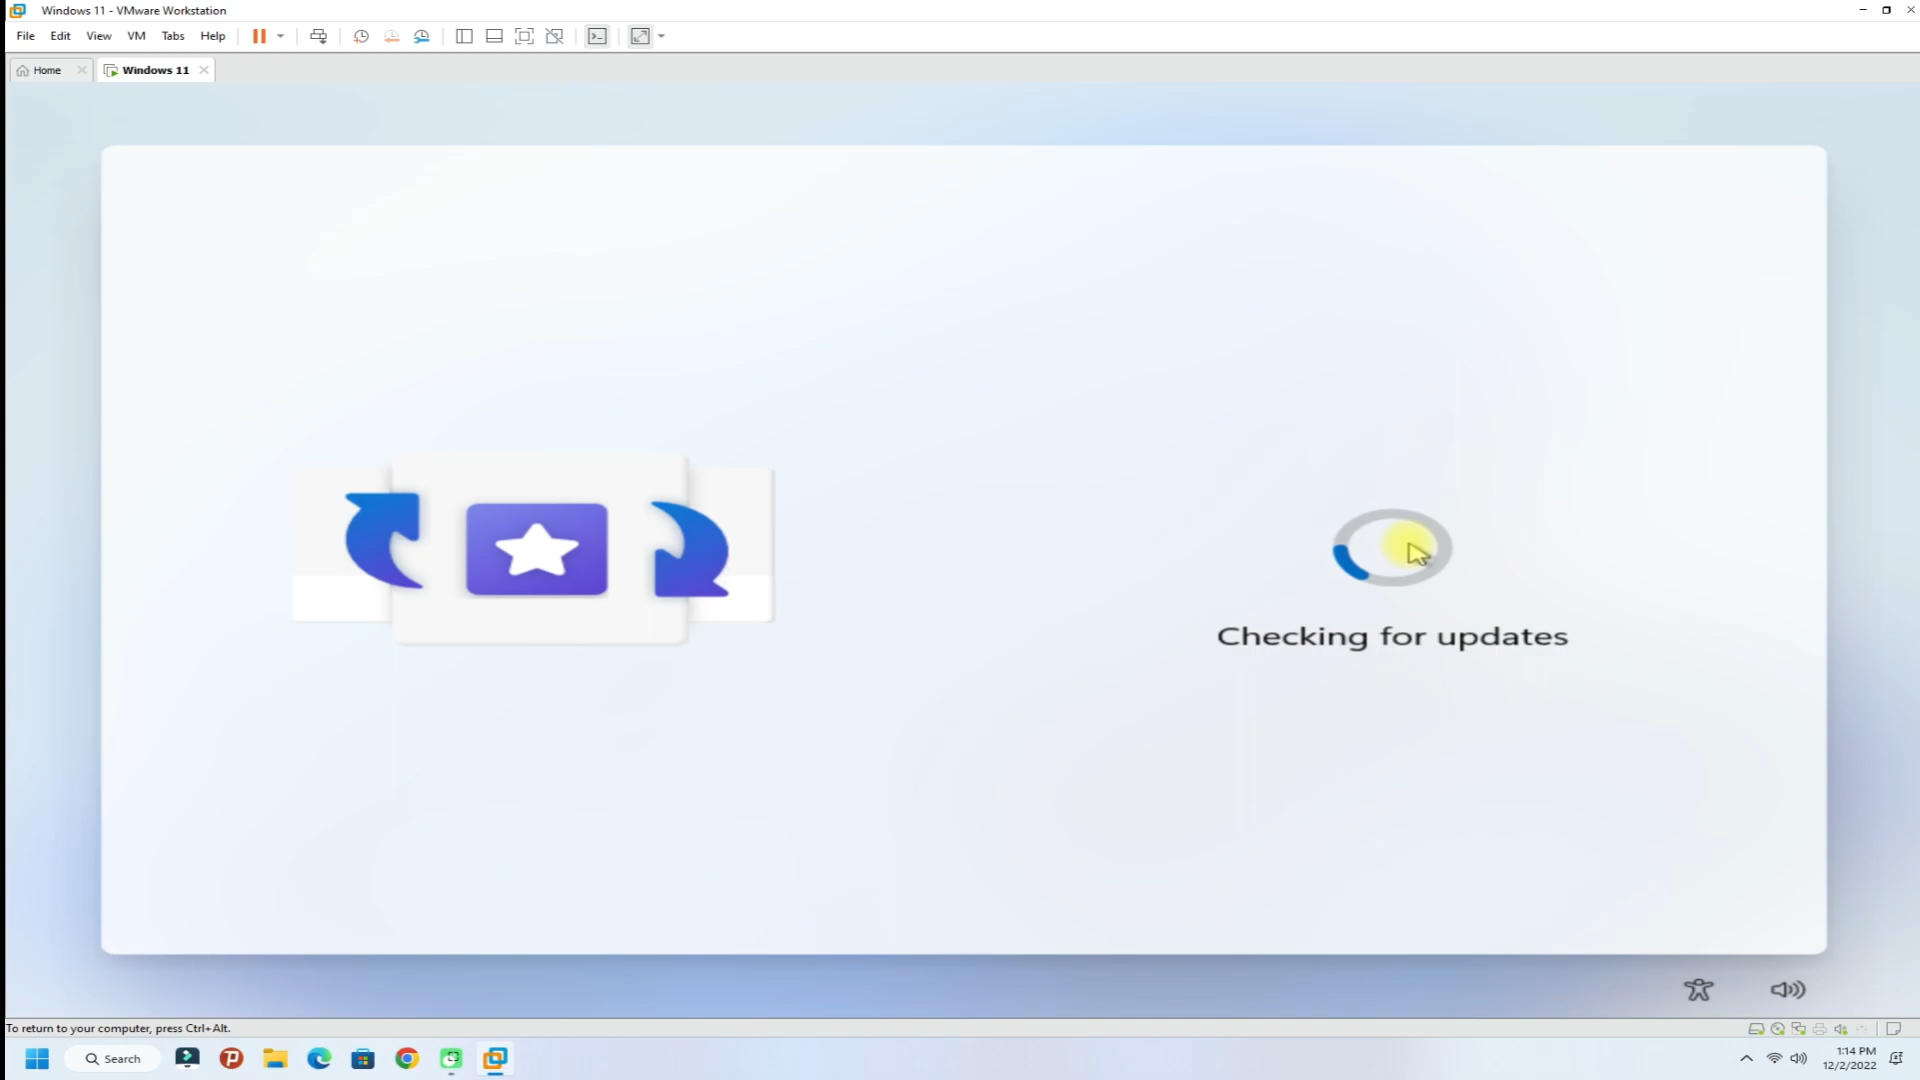 Windows 11 - VMware Workstation
File Edit View VM Tabs Help
Home Windows 11
Checking for updates
To return to your computer, press Ctrl+Alt.
Search
1:14 PM
12/2/2022